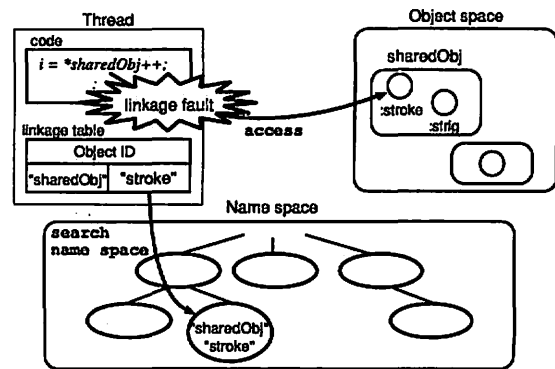 Thread
code
i = *sharedObj++;
linkage fault
linkage table
Object ID
"sharedObj" "stroke"
access
Object space
sharedObj
:stroke
:strig
Name space
search
name space
"sharedObj"
"stroke"